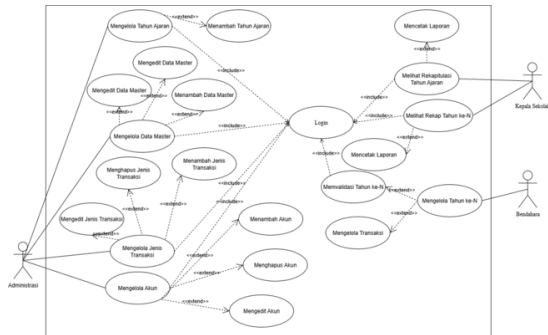 Mengelola Tahun Ajaran
<<extend>>
Menambah Tahun Ajaran
Mencetak Laporan
<<extend>>
Mengedit Data Master
Melihat Rekapitulasi
Tahun Ajaran
Kepala Sekolah
Mengedit Data Master
<<extend>>
Menambah Data Master
<<include>>
<<include>>
<<extend>>
<<extend>>
Mengelola Data Master
<<include>>
Login
<<include>>
Melihat Rekap Tahun ke-N
<<extend>>
Mencetak Laporan
Menghapus Jenis
Transaksi
Menambah Jenis
Transaksi
<<include>>
<<include>>
Memvalidasi Tahun ke-N
<<extend>>
Mengelola Tahun ke-N
Bendahara
<<extend>>
<<extend>>
Mengedit Jenis Transaksi
<<extend>>
Mengelola Jenis
Transaksi
<<include>>
Menambah Akun
<<extend>>
<<extend>>
Mengelola Transaksi
Administrasi
Mengelola Akun
<<extend>>
Menghapus Akun
<<extend>>
Mengedit Akun